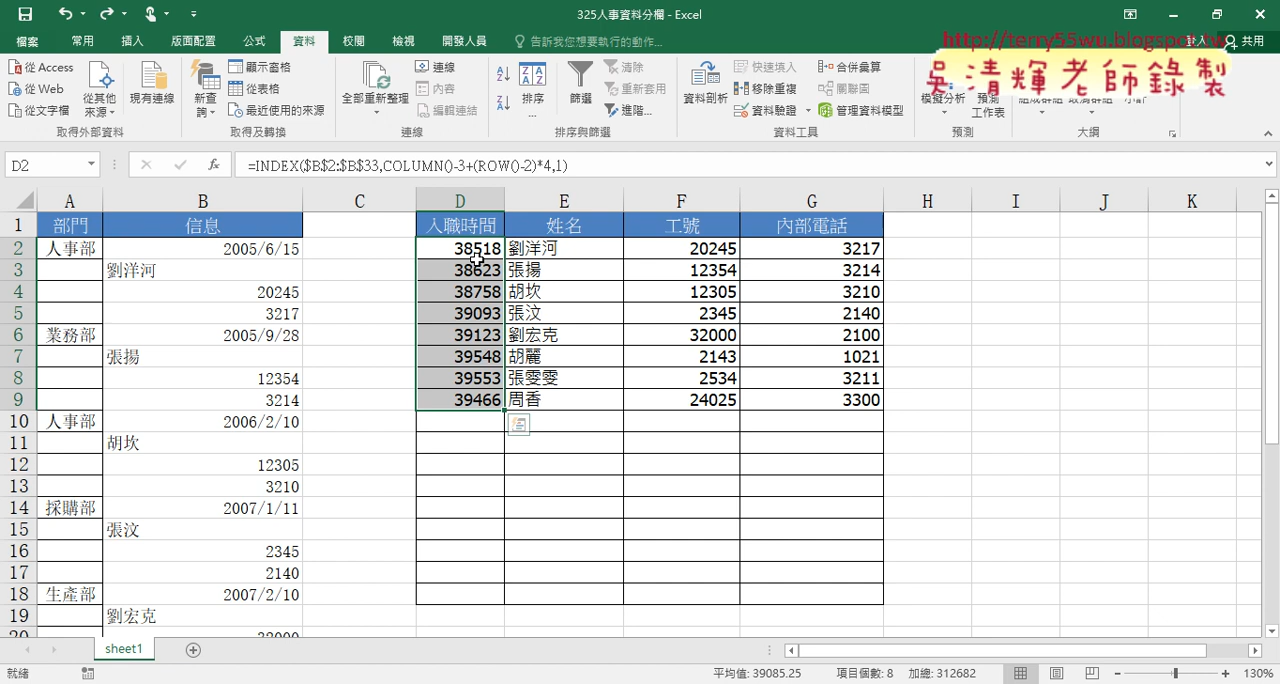 325人事資料分欄 - Excel
檔案 常用 插入 版面配置 公式 資料 校閱 檢視 開發人員 告訴我您想要執行的動作... 共用
http://terry55wu.blogspot.tw
吳清輝老師錄製
從 Access
從 Web
從文字檔
從其他來源
現有連線
新查詢
顯示窗格
從表格
最近使用的來源
全部重新整理
連線
內容
編輯連結
排序...
篩選
清除
重新套用
進階...
資料剖析
快速填入
移除重複
資料驗證
合併彙算
關聯圖
管理資料模型
模擬分析
預測工作表
取得外部資料 取得及轉換 連線 排序與篩選 資料工具 預測 大綱
D2 fx =INDEX($B$2:$B$33,COLUMN()-3+(ROW()-2)*4,1)
A B C D E F G H I J K
1 部門 信息 入職時間 姓名 工號 內部電話
2 人事部 2005/6/15 38518 劉洋河 20245 3217
3 劉洋河 38623 張揚 12354 3214
4 20245 38758 胡坎 12305 3210
5 3217 39093 張汶 2345 2140
6 業務部 2005/9/28 39123 劉宏克 32000 2100
7 張揚 39548 胡麗 2143 1021
8 12354 39553 張雯雯 2534 3211
9 3214 39466 周香 24025 3300
10 人事部 2006/2/10
11 胡坎
12 12305
13 3210
14 採購部 2007/1/11
15 張汶
16 2345
17 2140
18 生產部 2007/2/10
19 劉宏克
20 32000
sheet1
就緒 平均值: 39085.25 項目個數: 8 加總: 312682 130%